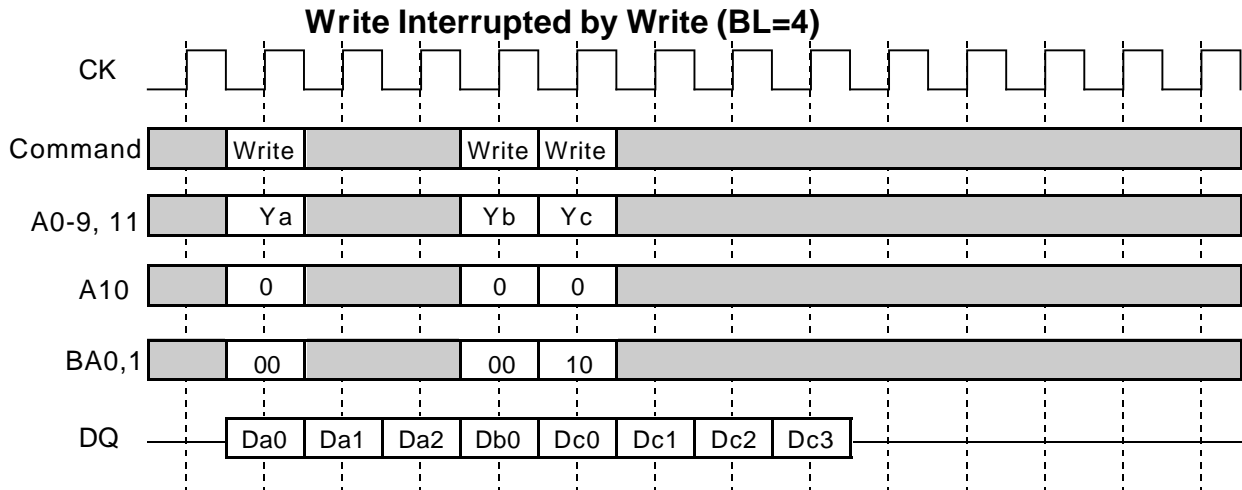 Write Interrupted by Write (BL=4)
CK
Command Write Write Write
A0-9, 11 Ya Yb Yc
A10 0 0 0
BA0,1 00 00 10
DQ Da0 Da1 Da2 Db0 Dc0 Dc1 Dc2 Dc3